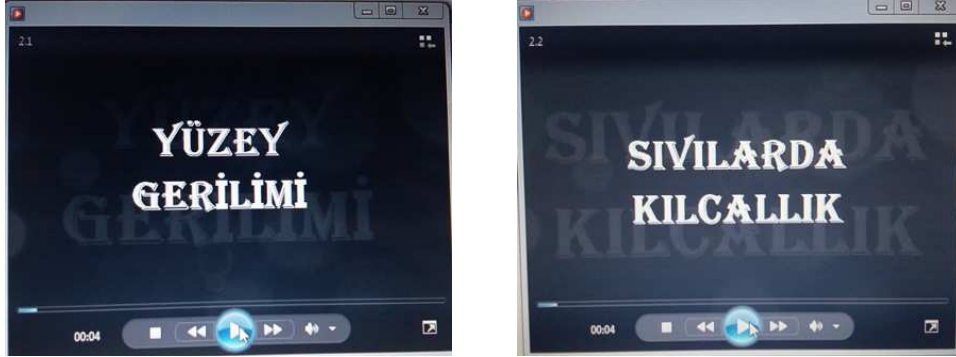 2.1
YÜZEY
GERİLİMİ
00:04
2.2
SIVILARDA
KILCALLIK
00:04